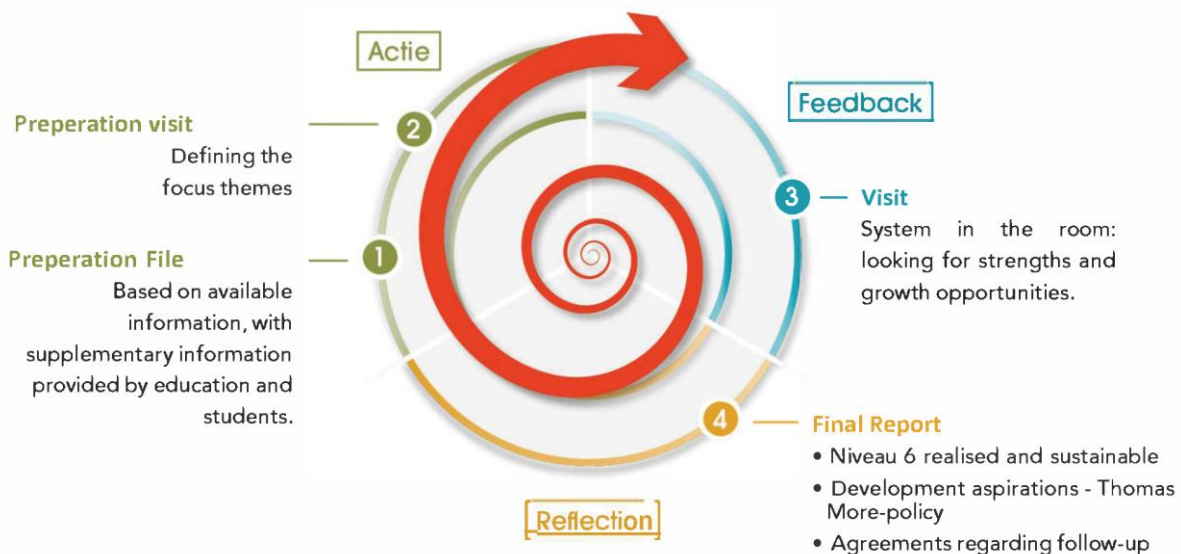 Actie
Feedback
2
Preperation visit
Defining the
focus themes
1
Preperation File
Based on available
information, with
supplementary information
provided by education and
students.
3
Visit
System in the room:
looking for strengths and
growth opportunities.
4
Final Report
• Niveau 6 realised and sustainable
• Development aspirations - Thomas
More-policy
• Agreements regarding follow-up
Reflection